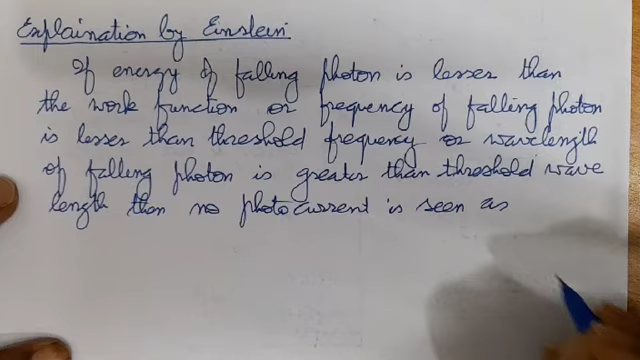 Explaination by Einstein
If energy of falling photon is lesser than
the work function or frequency of falling photon
is lesser than threshold frequency or wavelength
of falling photon is greater than threshold wave
length then no photocurrent is seen as